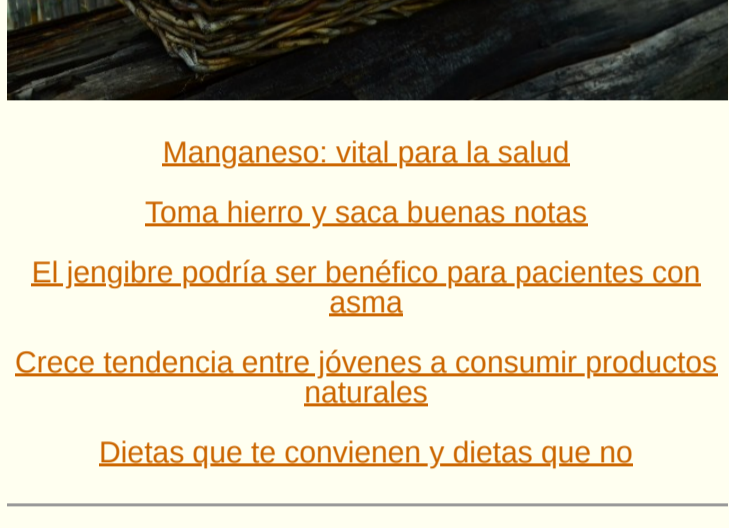 Manganeso: vital para la salud
Toma hierro y saca buenas notas
El jengibre podría ser benéfico para pacientes con
asma
Crece tendencia entre jóvenes a consumir productos
naturales
Dietas que te convienen y dietas que no